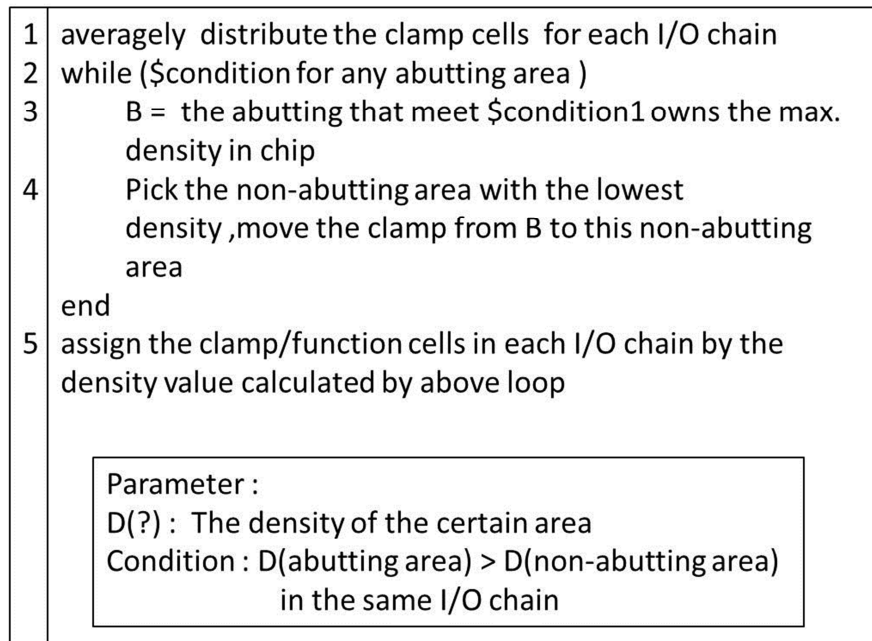 1 averagely distribute the clamp cells for each I/O chain
2 while ($condition for any abutting area )
3 B = the abutting that meet $condition1 owns the max.
density in chip
4 Pick the non-abutting area with the lowest
density ,move the clamp from B to this non-abutting
area
end
5 assign the clamp/function cells in each I/O chain by the
density value calculated by above loop
Parameter :
D(?) : The density of the certain area
Condition : D(abutting area) > D(non-abutting area)
in the same I/O chain